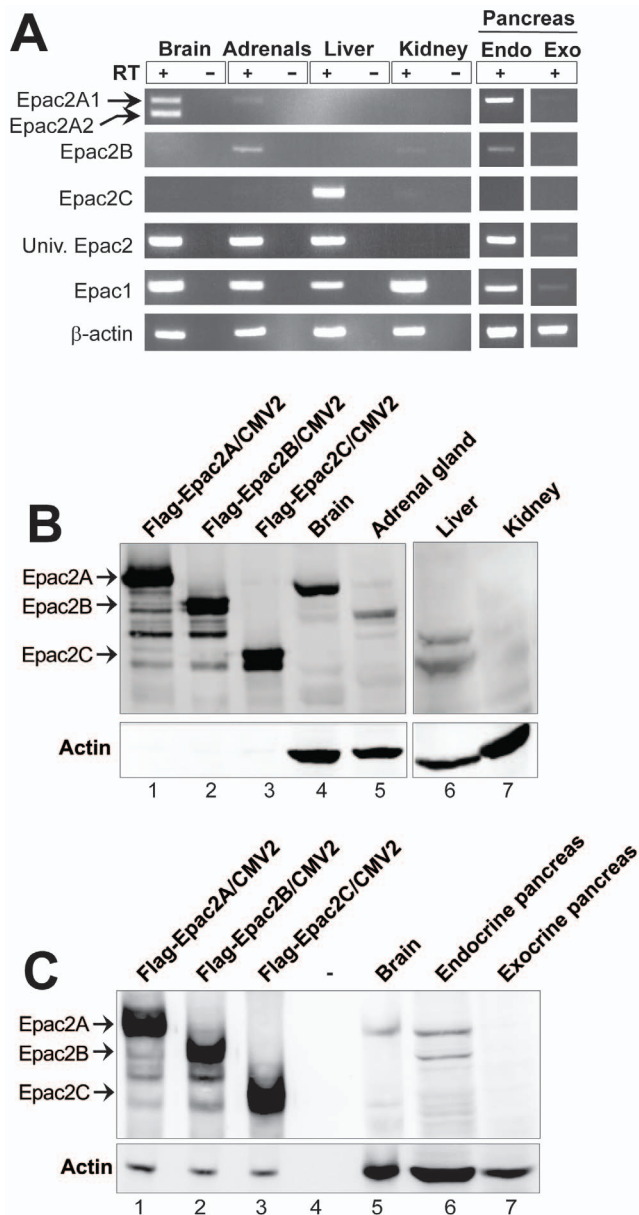 A
Pancreas
Brain Adrenals Liver Kidney Endo Exo
RT + − + − + − + − + +
Epac2A1
Epac2A2
Epac2B
Epac2C
Univ. Epac2
Epac1
β-actin
B
Flag-Epac2A/CMV2
Flag-Epac2B/CMV2
Flag-Epac2C/CMV2
Brain
Adrenal gland
Liver
Kidney
Epac2A
Epac2B
Epac2C
Actin
1 2 3 4 5 6 7
C
Flag-Epac2A/CMV2
Flag-Epac2B/CMV2
Flag-Epac2C/CMV2
-
Brain
Endocrine pancreas
Exocrine pancreas
Epac2A
Epac2B
Epac2C
Actin
1 2 3 4 5 6 7